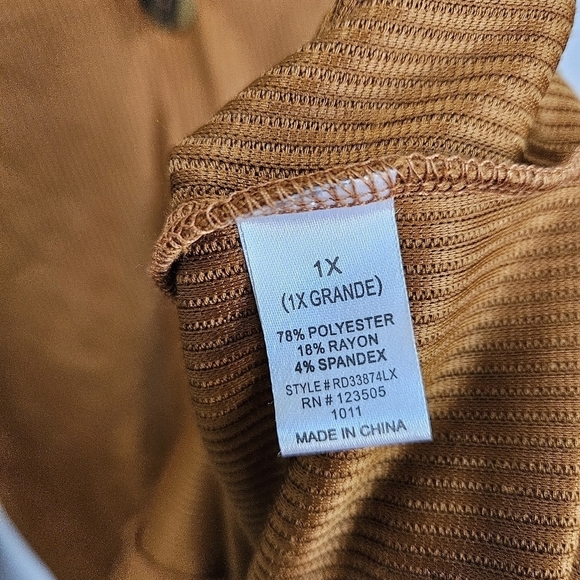 1X
(1X GRANDE)
78% POLYESTER
18% RAYON
4% SPANDEX
STYLE # RD33874LX
RN # 123505
1011
MADE IN CHINA